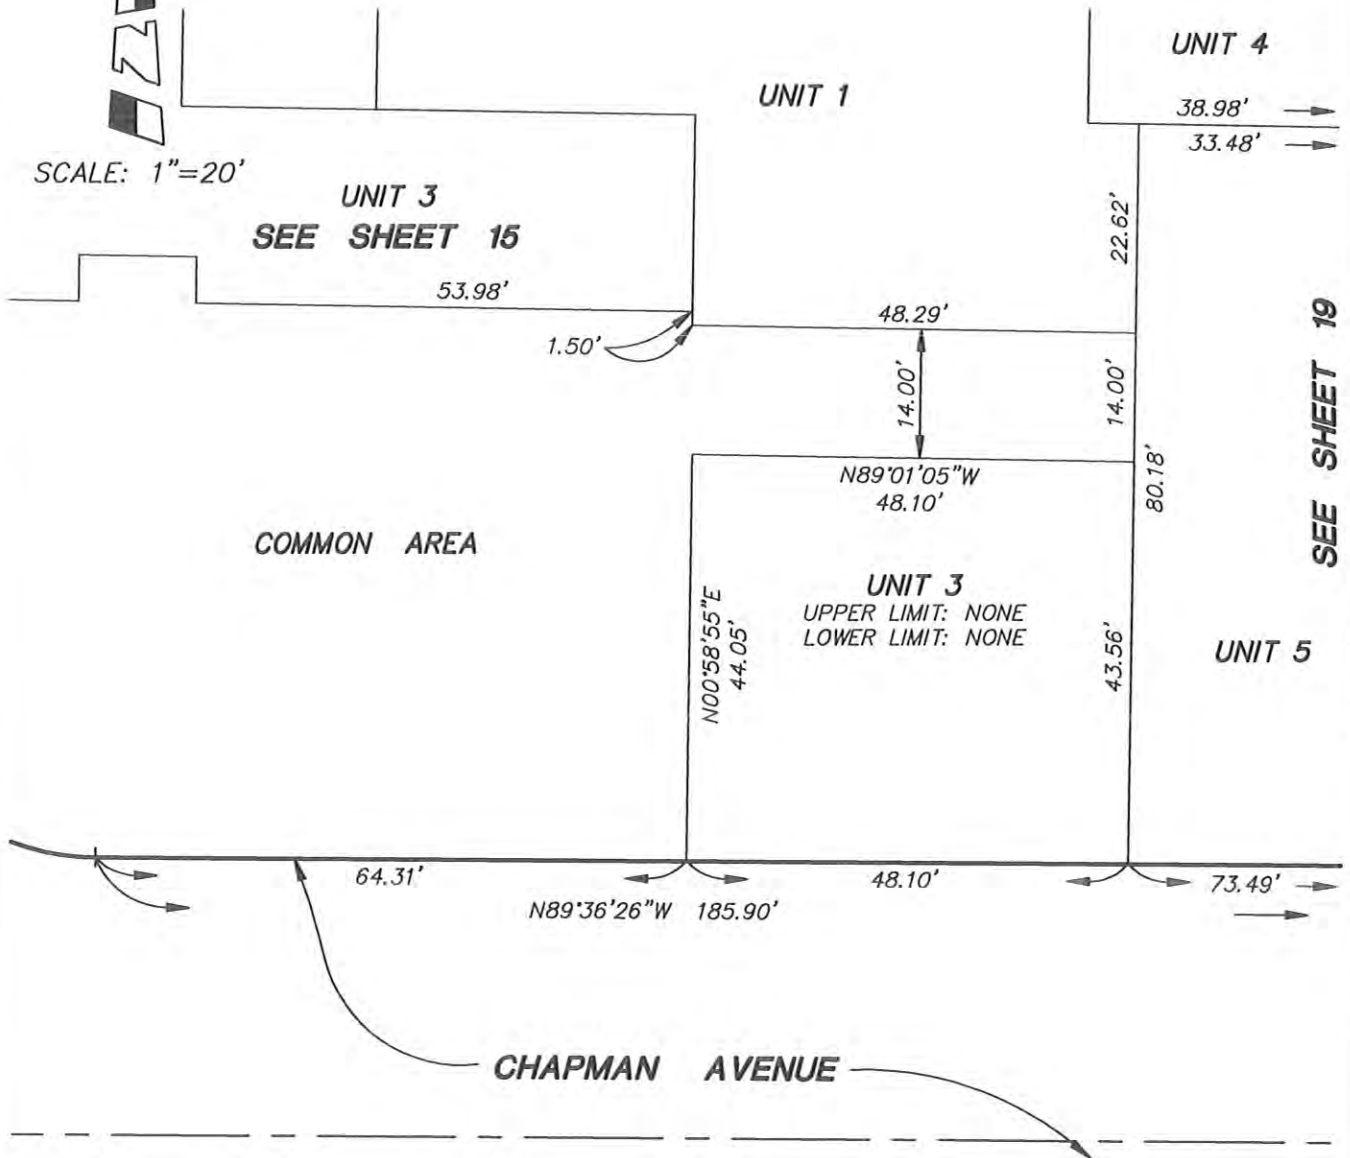 UNIT 4
UNIT 1
38.98'
33.48'
SCALE: 1"=20'
UNIT 3
SEE SHEET 15
22.62'
53.98'
48.29'
1.50'
14.00'
14.00'
SEE SHEET 19
N89°01'05"W
48.10'
80.18'
COMMON AREA
UNIT 3
UPPER LIMIT: NONE
LOWER LIMIT: NONE
N00°58'55"E
44.05'
43.56'
UNIT 5
64.31'
48.10'
73.49'
N89°36'26"W 185.90'
CHAPMAN AVENUE